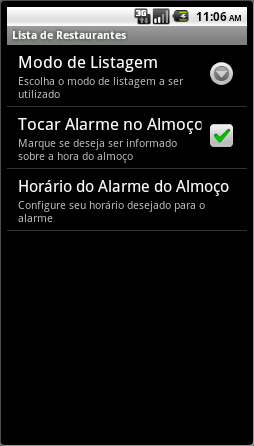 3G
11:06 AM
Lista de Restaurantes
Modo de Listagem
Escolha o modo de listagem a ser
utilizado
Tocar Alarme no Almoço
Marque se deseja ser informado
sobre a hora do almoço
Horário do Alarme do Almoço
Configure seu horário desejado para o
alarme